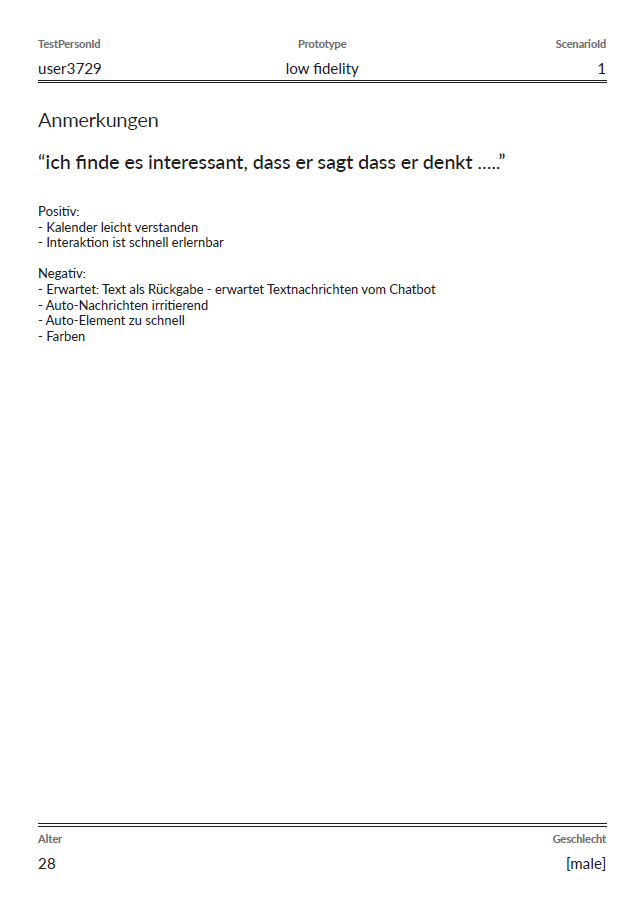 TestPersonId Prototype ScenarioId
user3729 low fidelity 1
Anmerkungen
“ich finde es interessant, dass er sagt dass er denkt .....”
Positiv:
- Kalender leicht verstanden
- Interaktion ist schnell erlernbar
Negativ:
- Erwartet: Text als Rückgabe - erwartet Textnachrichten vom Chatbot
- Auto-Nachrichten irritierend
- Auto-Element zu schnell
- Farben
Alter Geschlecht
28 [male]